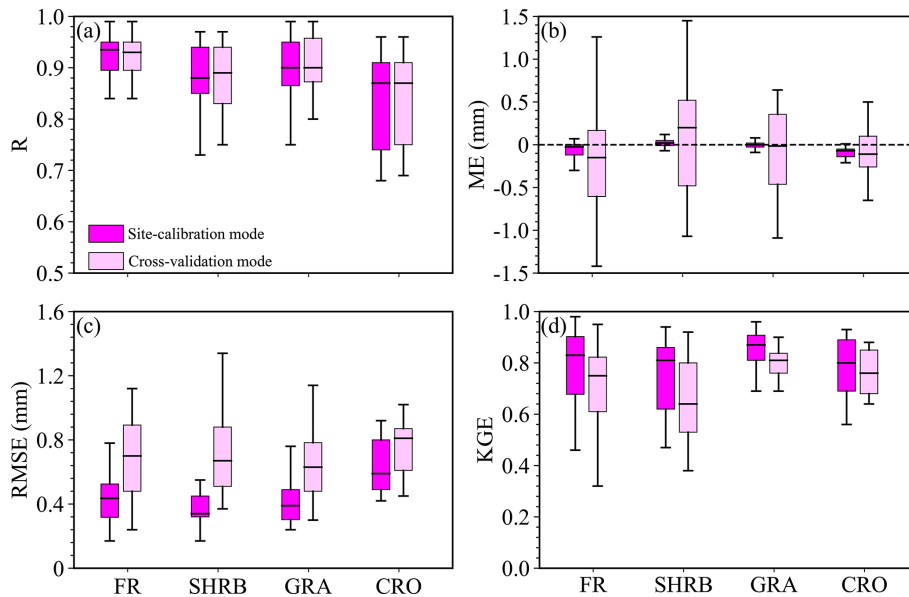 (a)
1.0
0.9
0.8
0.7
0.6
0.5
R
Site-calibration mode
Cross-validation mode
(b)
1.5
1.0
0.5
0
-0.5
-1.0
-1.5
ME (mm)
(c)
1.6
1.2
0.8
0.4
0
RMSE (mm)
FR SHRB GRA CRO
(d)
1.0
0.8
0.6
0.4
0.2
0.0
KGE
FR SHRB GRA CRO